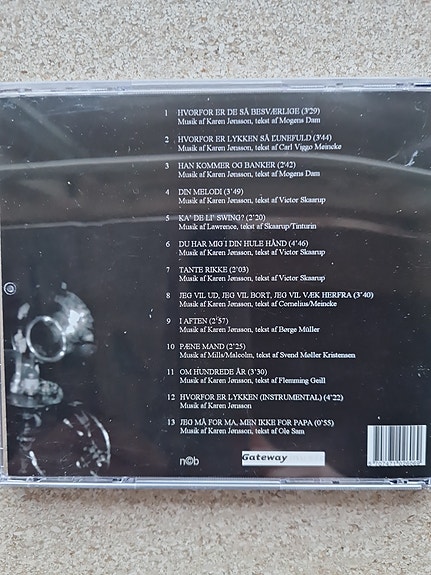 1 HVORFOR ER DE SÅ BESVÆRLIGE (3'29)
Musik af Karen Jønsson, tekst af Mogens Dam
2 HVORFOR ER LYKKEN SÅ LUNEFULD (3'44)
Musik af Karen Jønsson, tekst af Carl Viggo Meincke
3 HAN KOMMER OG BANKER (2'42)
Musik af Karen Jønsson, tekst af Mogens Dam
4 DIN MELODI (3'49)
Musik af Karen Jønsson, tekst af Victor Skaarup
5 KA' DE LI' SWING? (2'20)
Musik af Lawrence, tekst af Skaarup/Tinturin
6 DU HAR MIG I DIN HULE HÅND (4'46)
Musik af Karen Jønsson, tekst af Victor Skaarup
7 TANTE RIKKE (2'03)
Musik af Karen Jønsson, tekst af Victor Skaarup
8 JEG VIL UD, JEG VIL BORT, JEG VIL VÆK HERFRA (3'40)
Musik af Karen Jønsson, tekst af Cornelius/Meincke
9 I AFTEN (2'57)
Musik af Karen Jønsson, tekst af Børge Müller
10 PÆNE MAND (2'25)
Musik af Mills/Malcolm, tekst af Svend Møller Kristensen
11 OM HUNDREDE ÅR (3'30)
Musik af Karen Jønsson, tekst af Flemming Geill
12 HVORFOR ER LYKKEN (INSTRUMENTAL) (4'22)
Musik af Karen Jønsson
13 JEG MÅ FOR MA, MEN IKKE FOR PAPA (0'55)
Musik af Karen Jønsson, tekst af Ole Sam
n©b
Gateway